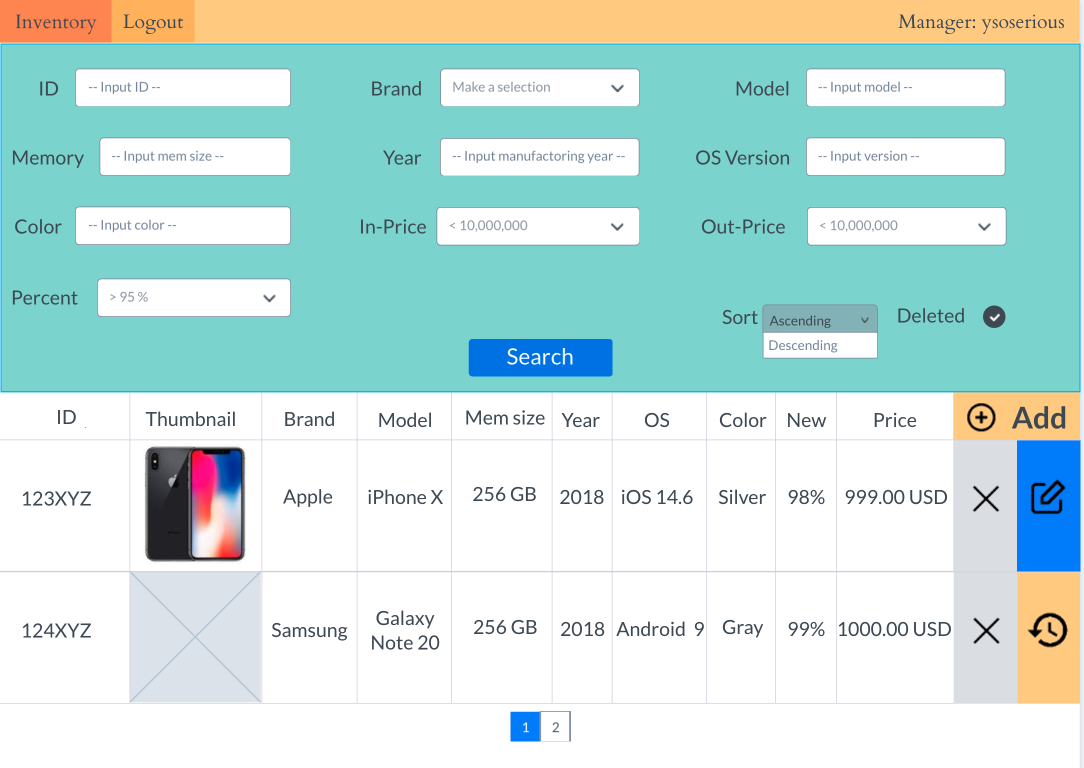 Inventory Logout Manager: ysoserious
ID -- Input ID -- Brand Make a selection Model -- Input model --
Memory -- Input mem size -- Year -- Input manufactoring year -- OS Version -- Input version --
Color -- Input color -- In-Price < 10,000,000 Out-Price < 10,000,000
Percent > 95 %
Sort Ascending Deleted
Descending
Search
ID Thumbnail Brand Model Mem size Year OS Color New Price Add
123XYZ Apple iPhone X 256 GB 2018 iOS 14.6 Silver 98% 999.00 USD
124XYZ Samsung Galaxy Note 20 256 GB 2018 Android 9 Gray 99% 1000.00 USD
1 2